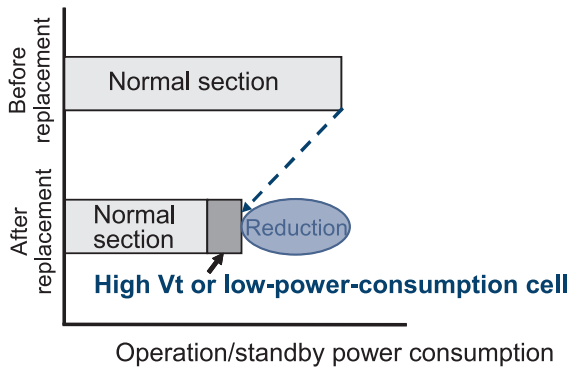 Before
replacement
Normal section
After
replacement
Normal
section
Reduction
High Vt or low-power-consumption cell
Operation/standby power consumption